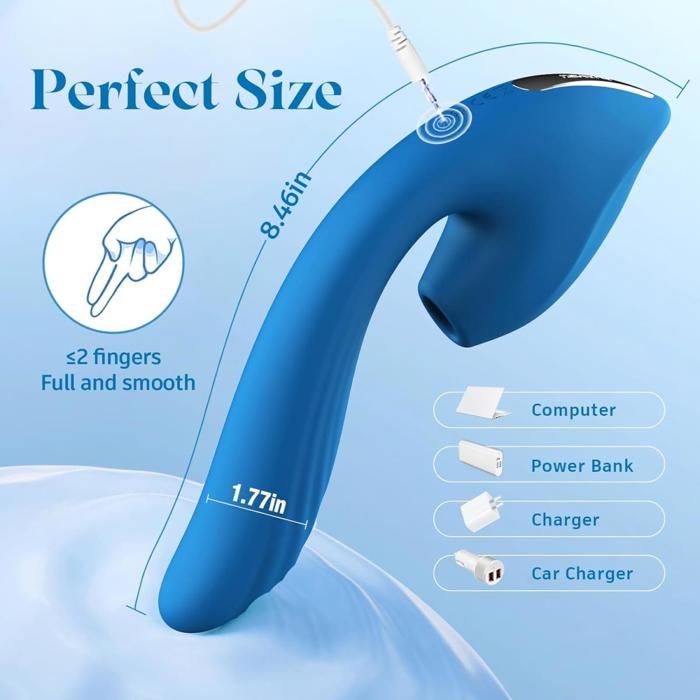 Perfect Size
8.46in
≤2 fingers
Full and smooth
1.77in
Computer
Power Bank
Charger
Car Charger